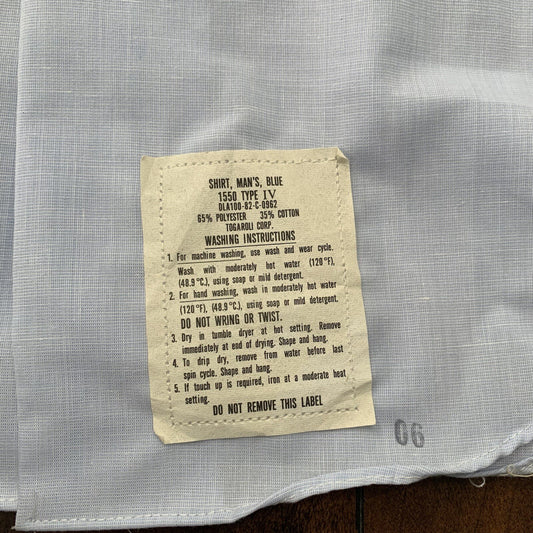 SHIRT, MAN'S, BLUE
1550 TYPE IV
DLA100-82-C-0962
65% POLYESTER 35% COTTON
TOGAROLI CORP.
WASHING INSTRUCTIONS
1. For machine washing, use wash and wear cycle.
Wash with moderately hot water (120°F),
(48.9°C.), using soap or mild detergent.
2. For hand washing, wash in moderately hot water
(120°F), (48.9°C), using soap or mild detergent.
DO NOT WRING OR TWIST.
3. Dry in tumble dryer at hot setting. Remove
immediately at end of drying. Shape and hang.
4. To drip dry, remove from water before last
spin cycle. Shape and hang.
5. If touch up is required, iron at a moderate heat
setting.
DO NOT REMOVE THIS LABEL
06